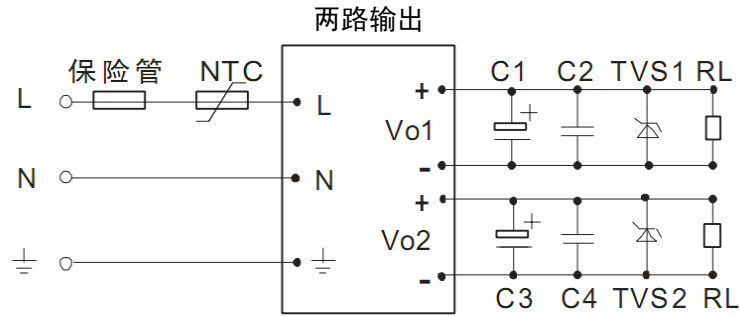 两路输出
保险管 NTC
L
L
N
N
+ Vo1 -
C1 C2 TVS1 RL
+
+ Vo2 -
+
C3 C4 TVS2 RL